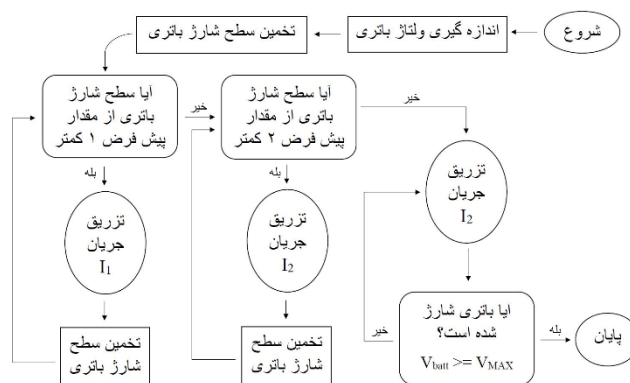 شروع
اندازه گیری ولتاژ باتری
تخمین سطح شارژ باتری
آیا سطح شارژ
باتری از مقدار
پیش فرض ۱ کمتر
خیر
آیا سطح شارژ
باتری از مقدار
پیش فرض ۲ کمتر
خیر
بله
بله
تزریق
جریان
I₁
تزریق
جریان
I₂
تزریق
جریان
I₂
تخمین سطح
شارژ باتری
تخمین سطح
شارژ باتری
ایا باتری شارژ
شده است؟
V_batt >= V_MAX
خیر
بله
پایان